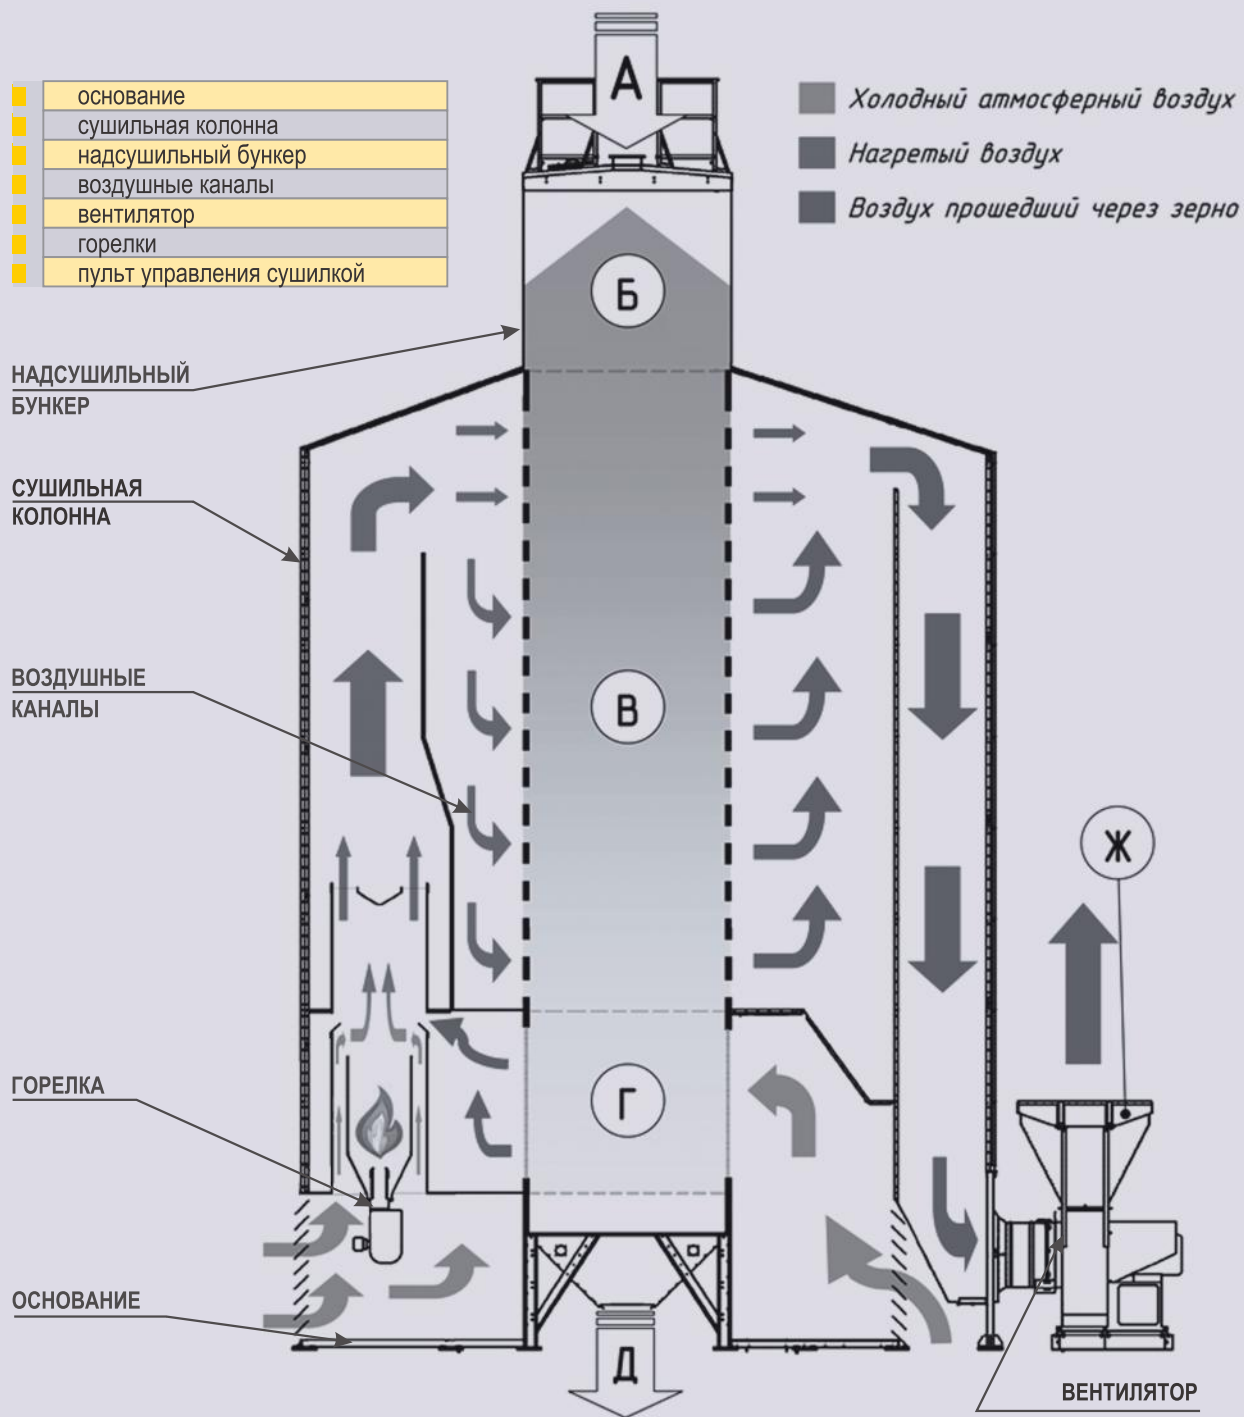 А
основание
сушильная колонна
надсушильный бункер
воздушные каналы
вентилятор
горелки
пульт управления сушилкой
Холодный атмосферный воздух
Нагретый воздух
Воздух прошедший через зерно
Б
НАДСУШИЛЬНЫЙ
БУНКЕР
СУШИЛЬНАЯ
КОЛОННА
ВОЗДУШНЫЕ
КАНАЛЫ
В
Ж
ГОРЕЛКА
Г
ОСНОВАНИЕ
Д
ВЕНТИЛЯТОР